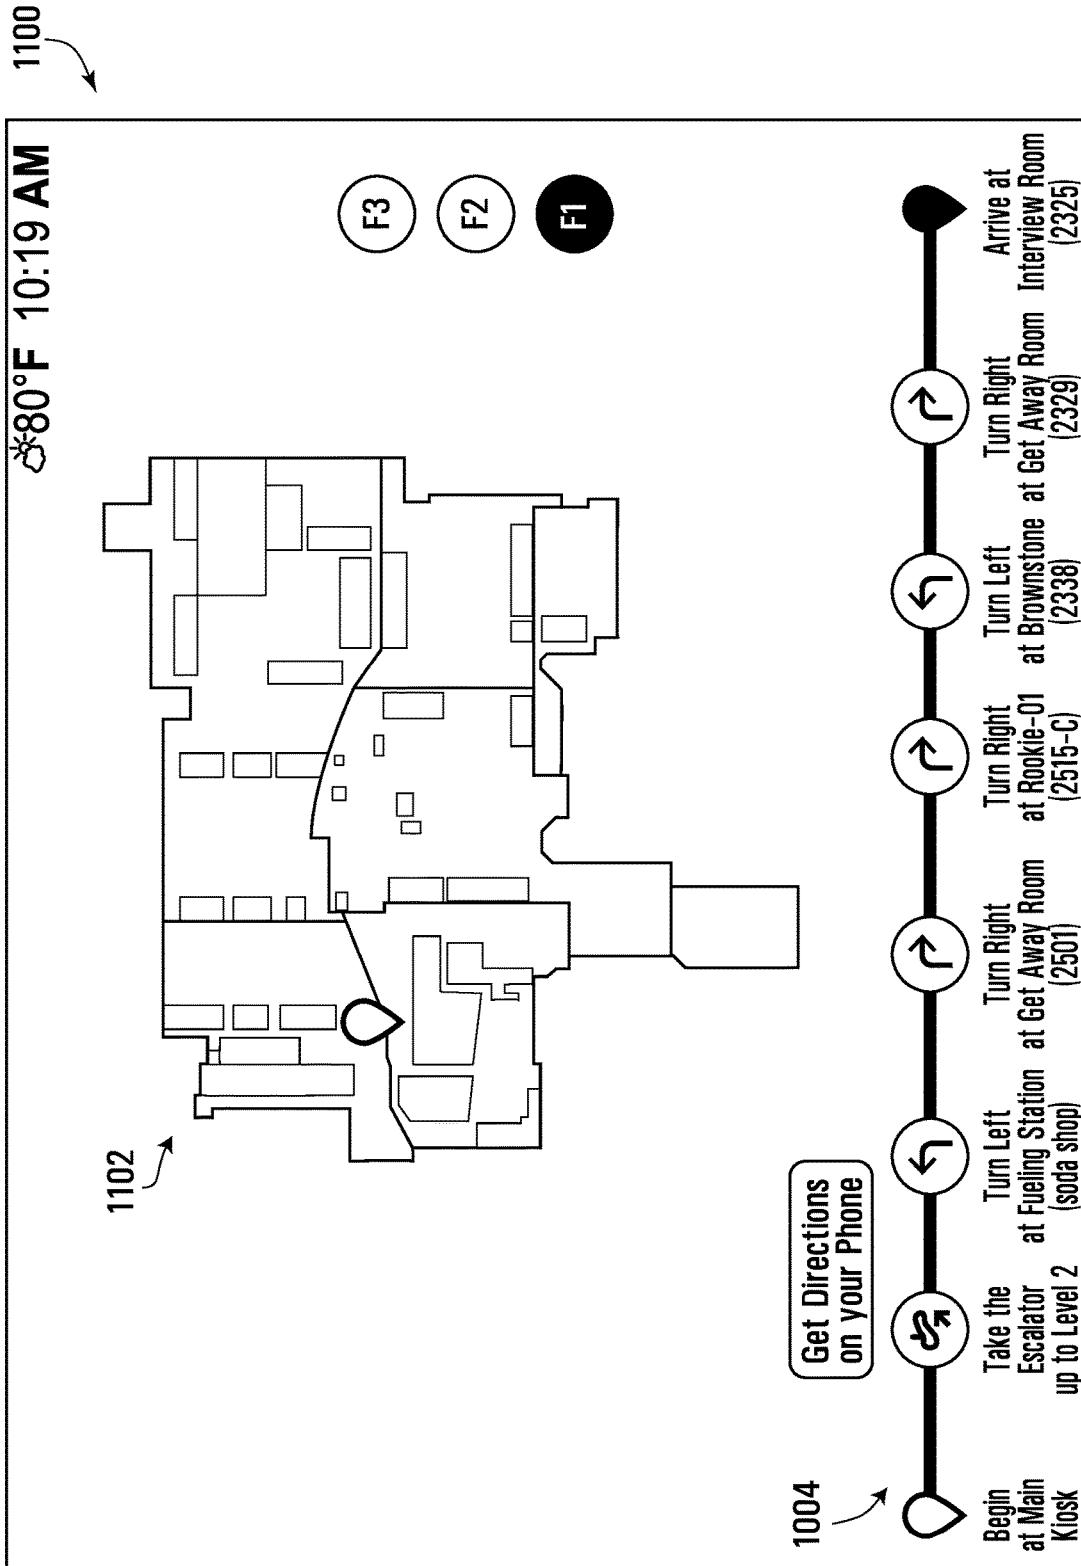 1100
80°F 10:19 AM
1102
F3
F2
F1
Get Directions
on your Phone
1004
Begin
at Main
Kiosk
Take the
Escalator
up to Level 2
Turn Left
at Fueling Station
(soda shop)
Turn Right
at Get Away Room
(2501)
Turn Right
at Rookie-01
(2515-C)
Turn Left
at Brownstone
(2338)
Turn Right
at Get Away Room
(2329)
Arrive at
Interview Room
(2325)